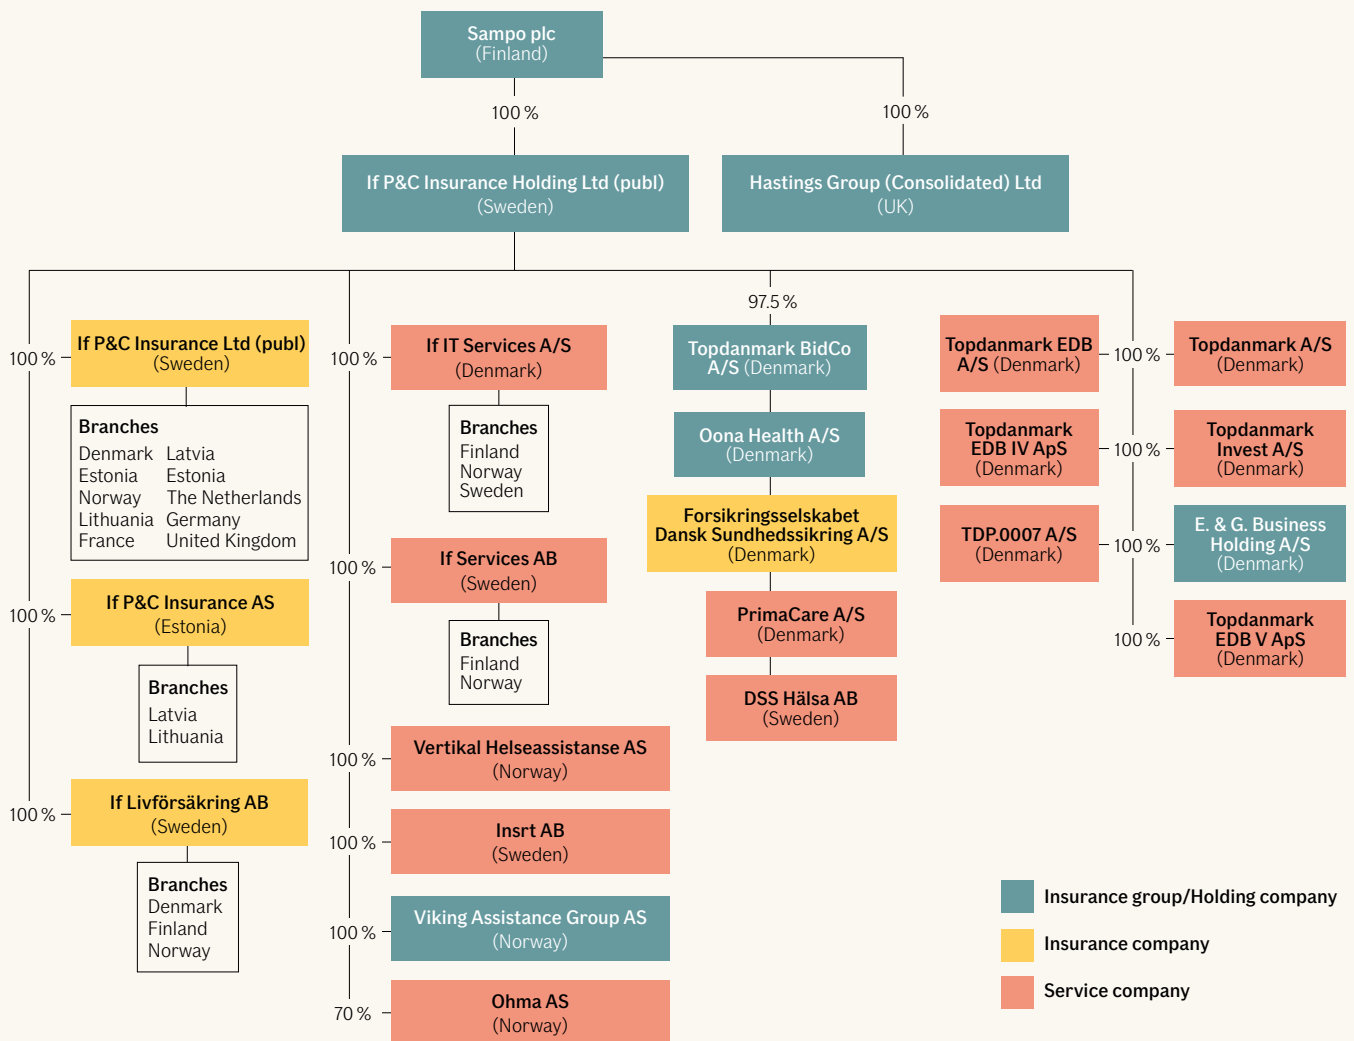 Sampo plc
(Finland)
100 %
100 %
If P&C Insurance Holding Ltd (publ)
(Sweden)
Hastings Group (Consolidated) Ltd
(UK)
100 %
If P&C Insurance Ltd (publ)
(Sweden)
Branches
Denmark Latvia
Estonia Estonia
Norway The Netherlands
Lithuania Germany
France United Kingdom
100 %
If P&C Insurance AS
(Estonia)
Branches
Latvia
Lithuania
100 %
If Livförsäkring AB
(Sweden)
Branches
Denmark
Finland
Norway
100 %
If IT Services A/S
(Denmark)
Branches
Finland
Norway
Sweden
100 %
If Services AB
(Sweden)
Branches
Finland
Norway
100 %
Vertikal Helseassistanse AS
(Norway)
100 %
Insrt AB
(Sweden)
100 %
Viking Assistance Group AS
(Norway)
70 %
Ohma AS
(Norway)
97.5 %
Topdanmark BidCo
A/S (Denmark)
Oona Health A/S
(Denmark)
Forsikringsselskabet
Dansk Sundhedssikring A/S
(Denmark)
PrimaCare A/S
(Denmark)
DSS Hälsa AB
(Sweden)
Topdanmark EDB
A/S (Denmark)
100 %
Topdanmark A/S
(Denmark)
Topdanmark
EDB IV ApS
(Denmark)
100 %
Topdanmark
Invest A/S
(Denmark)
TDP.0007 A/S
(Denmark)
100 %
E. & G. Business
Holding A/S
(Denmark)
100 %
Topdanmark
EDB V ApS
(Denmark)
Insurance group/Holding company
Insurance company
Service company